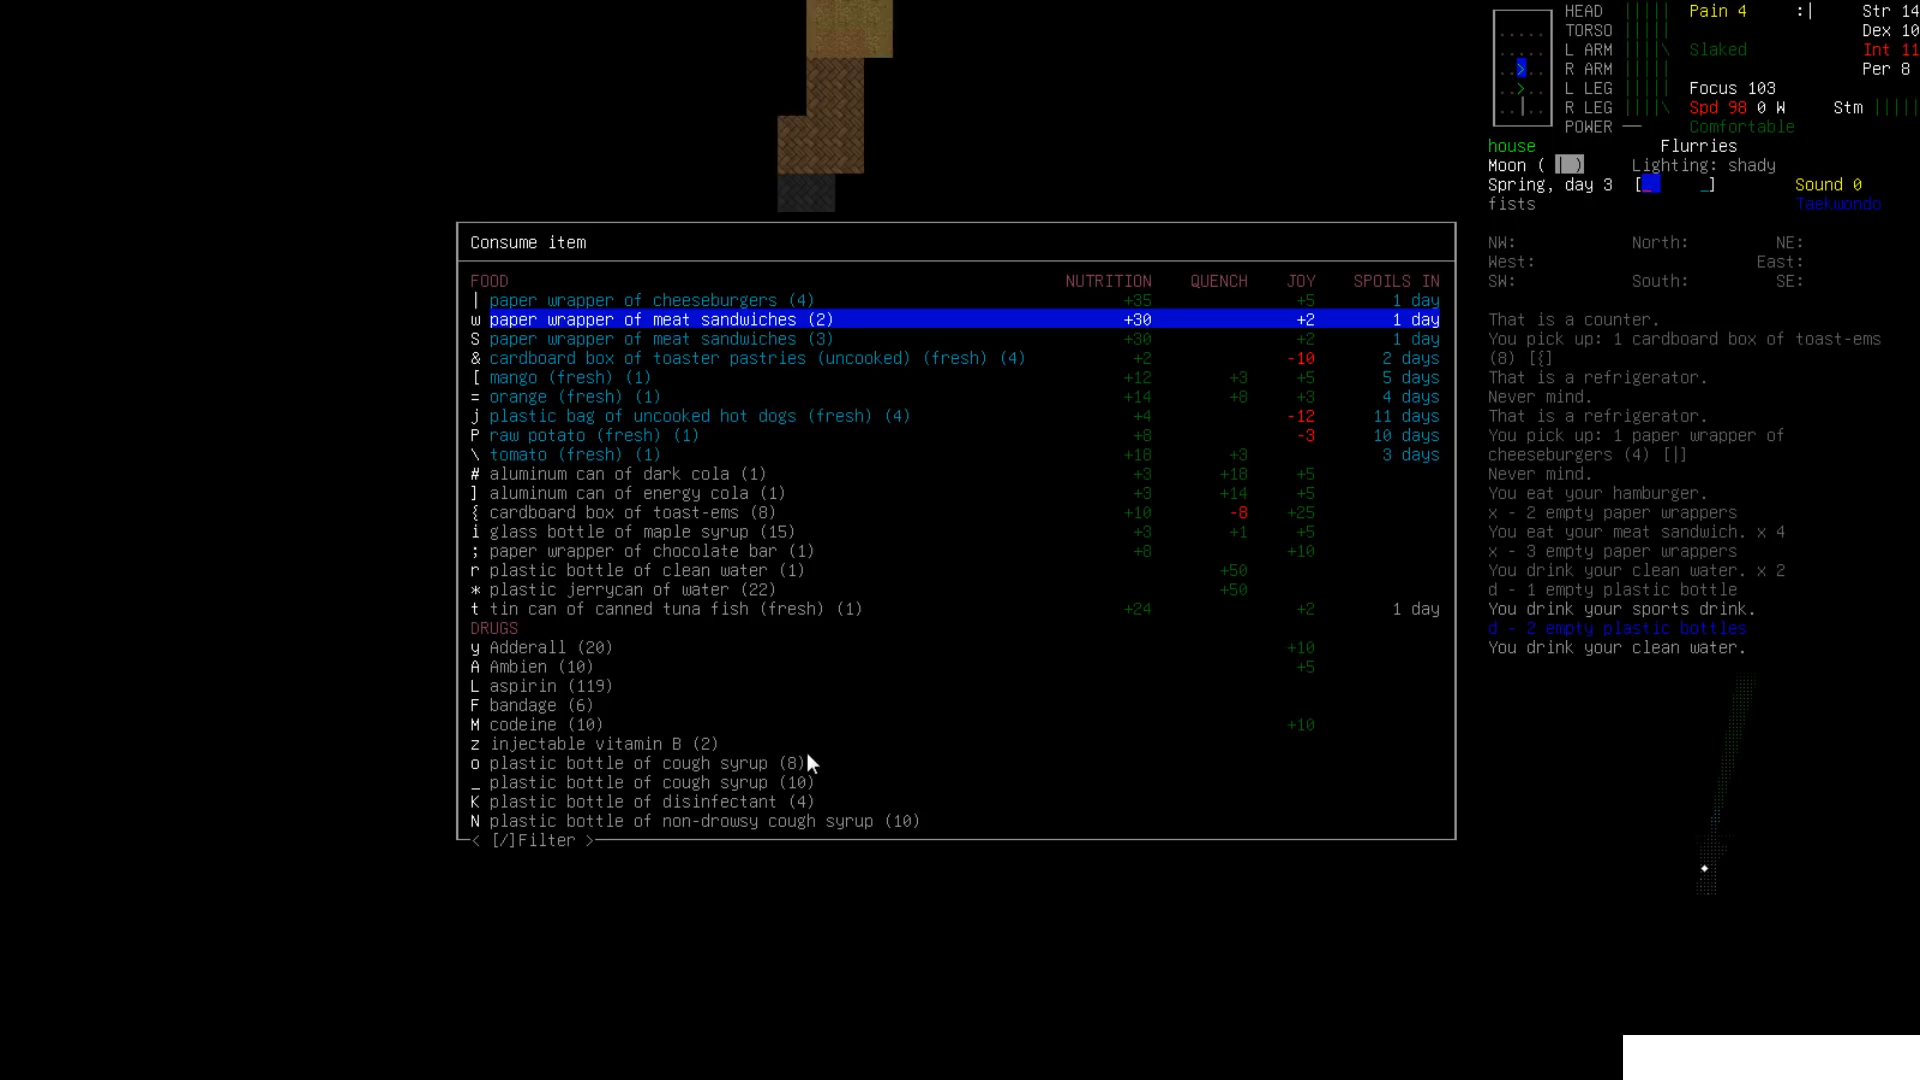 Consume item
FOOD NUTRITION QUENCH JOY SPOILS IN
| paper wrapper of cheeseburgers (4) +35 +5 1 day
w paper wrapper of meat sandwiches (2) +30 +2 1 day
S paper wrapper of meat sandwiches (3) +30 +2 1 day
& cardboard box of toaster pastries (uncooked) (fresh) (4) +2 -10 2 days
[ mango (fresh) (1) +12 +3 +5 5 days
= orange (fresh) (1) +14 +8 +3 4 days
j plastic bag of uncooked hot dogs (fresh) (4) +4 -12 11 days
P raw potato (fresh) (1) +8 -3 10 days
\ tomato (fresh) (1) +18 +3 3 days
# aluminum can of dark cola (1) +3 +18 +5
] aluminum can of energy cola (1) +3 +14 +5
{ cardboard box of toast-ems (8) +10 -8 +25
i glass bottle of maple syrup (15) +3 +1 +5
; paper wrapper of chocolate bar (1) +8 +10
r plastic bottle of clean water (1) +50
* plastic jerrycan of water (22) +50
t tin can of canned tuna fish (fresh) (1) +24 +2 1 day
DRUGS
y Adderall (20) +10
A Ambien (10) +5
L aspirin (119)
F bandage (6)
M codeine (10) +10
z injectable vitamin B (2)
o plastic bottle of cough syrup (8)
_ plastic bottle of cough syrup (10)
K plastic bottle of disinfectant (4)
N plastic bottle of non-drowsy cough syrup (10)
< [/]Filter >
HEAD ||||| Pain 4 :| Str 14
TORSO ||||| Dex 10
L ARM ||||\ Slaked Int 11
R ARM ||||| Per 8
L LEG ||||| Focus 103
R LEG ||||\ Spd 98 0 W Stm |||||
POWER — Comfortable
house Flurries
Moon ( | ) Lighting: shady
Spring, day 3 [_ _] Sound 0
fists Taekwondo
NW: North: NE:
West: East:
SW: South: SE:
That is a counter.
You pick up: 1 cardboard box of toast-ems
(8) [{]
That is a refrigerator.
Never mind.
That is a refrigerator.
You pick up: 1 paper wrapper of
cheeseburgers (4) [|]
Never mind.
You eat your hamburger.
x - 2 empty paper wrappers
You eat your meat sandwich. x 4
x - 3 empty paper wrappers
You drink your clean water. x 2
d - 1 empty plastic bottle
You drink your sports drink.
d - 2 empty plastic bottles
You drink your clean water.